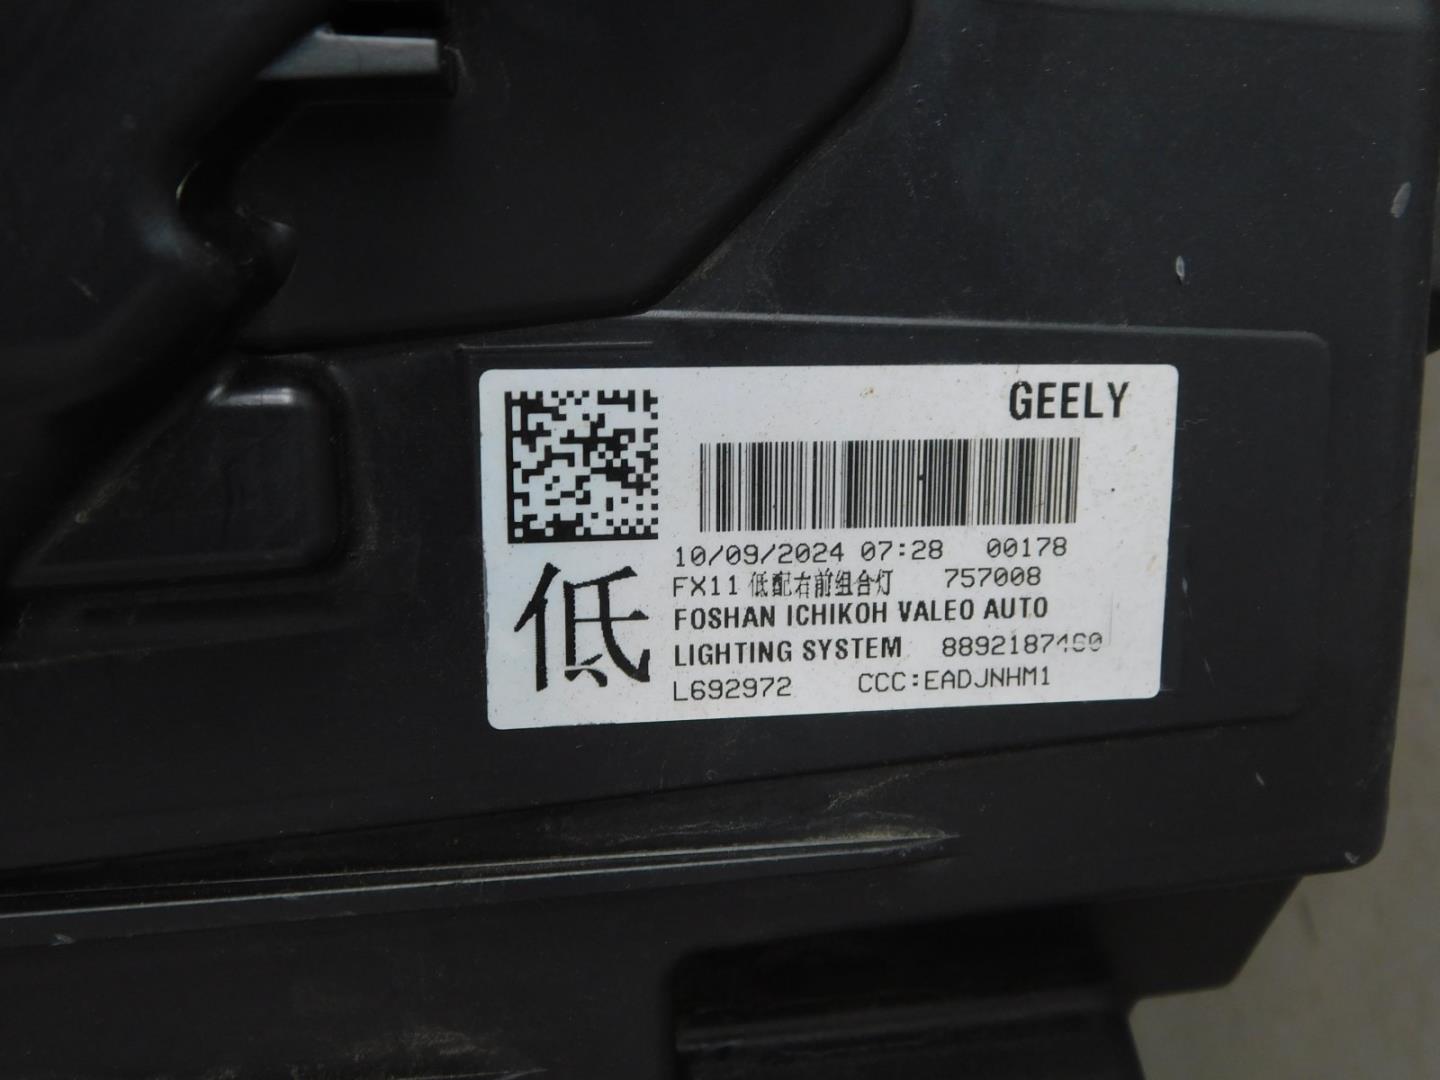 GEELY
10/09/2024 07:28 00178
FX11 低配右前组合灯 757008
FOSHAN ICHIKOH VALEO AUTO
LIGHTING SYSTEM 8892187460
L692972 CCC:EADJNHM1
低